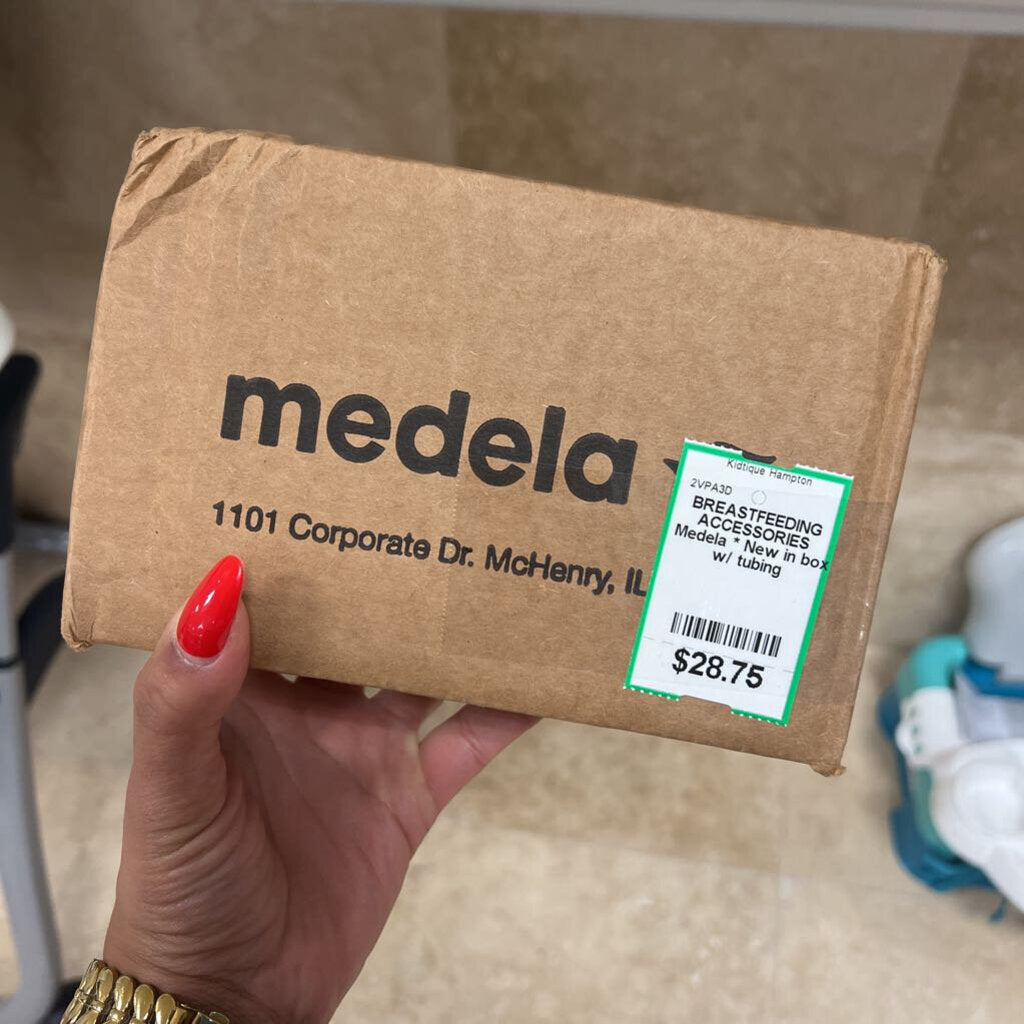 medela
1101 Corporate Dr. McHenry, IL
Kidtique Hampton
2VPA3D
BREASTFEEDING
ACCESSORIES
Medela * New in box
w/ tubing
$28.75